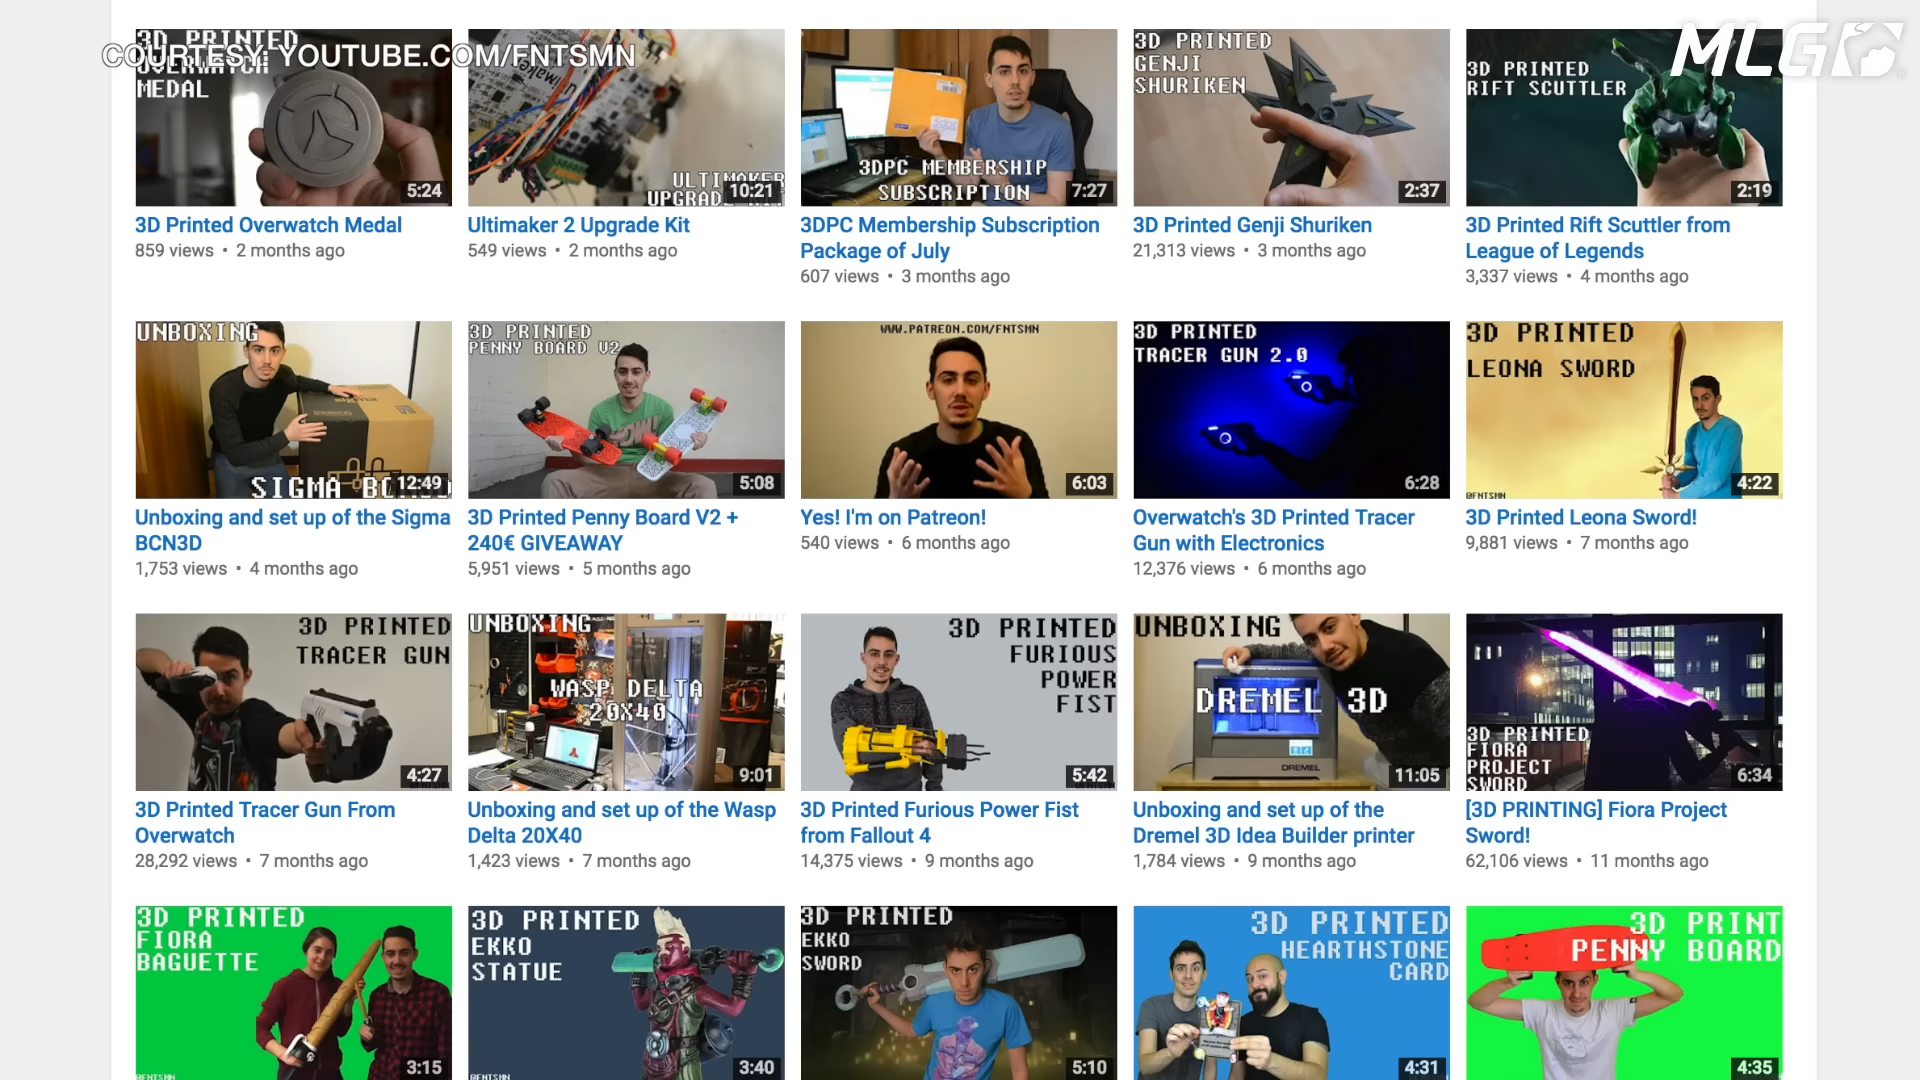 COURTESY: YOUTUBE.COM/FNTSMN
MLG
3D PRINTED
OVERWATCH
MEDAL
5:24
ULTIMAKER
UPGRADE KIT
10:21
3DPC MEMBERSHIP
SUBSCRIPTION
7:27
3D PRINTED
GENJI
SHURIKEN
2:37
3D PRINTED
RIFT SCUTTLER
2:19
3D Printed Overwatch Medal
859 views • 2 months ago
Ultimaker 2 Upgrade Kit
549 views • 2 months ago
3DPC Membership Subscription
Package of July
607 views • 3 months ago
3D Printed Genji Shuriken
21,313 views • 3 months ago
3D Printed Rift Scuttler from
League of Legends
3,337 views • 4 months ago
UNBOXING
SIGMA
12:49
3D PRINTED
PENNY BOARD V2
5:08
WWW.PATREON.COM/FNTSMN
6:03
3D PRINTED
TRACER GUN 2.0
6:28
3D PRINTED
LEONA SWORD
@FNTSMN
4:22
Unboxing and set up of the Sigma
BCN3D
1,753 views • 4 months ago
3D Printed Penny Board V2 +
240€ GIVEAWAY
5,951 views • 5 months ago
Yes! I'm on Patreon!
540 views • 6 months ago
Overwatch's 3D Printed Tracer
Gun with Electronics
12,376 views • 6 months ago
3D Printed Leona Sword!
9,881 views • 7 months ago
3D PRINTED
TRACER GUN
4:27
UNBOXING
WASP DELTA
20X40
9:01
3D PRINTED
FURIOUS
POWER
FIST
5:42
UNBOXING
DREMEL 3D
DREMEL
11:05
3D PRINTED
FIORA
PROJECT
SWORD
6:34
3D Printed Tracer Gun From
Overwatch
28,292 views • 7 months ago
Unboxing and set up of the Wasp
Delta 20X40
1,423 views • 7 months ago
3D Printed Furious Power Fist
from Fallout 4
14,375 views • 9 months ago
Unboxing and set up of the
Dremel 3D Idea Builder printer
1,784 views • 9 months ago
[3D PRINTING] Fiora Project
Sword!
62,106 views • 11 months ago
3D PRINTED
FIORA
BAGUETTE
@FNTSMN
3:15
3D PRINTED
EKKO
STATUE
@FNTSMN
3:40
3D PRINTED
EKKO
SWORD
5:10
3D PRINTED
HEARTHSTONE
CARD
4:31
3D PRINT
PENNY BOARD
4:35